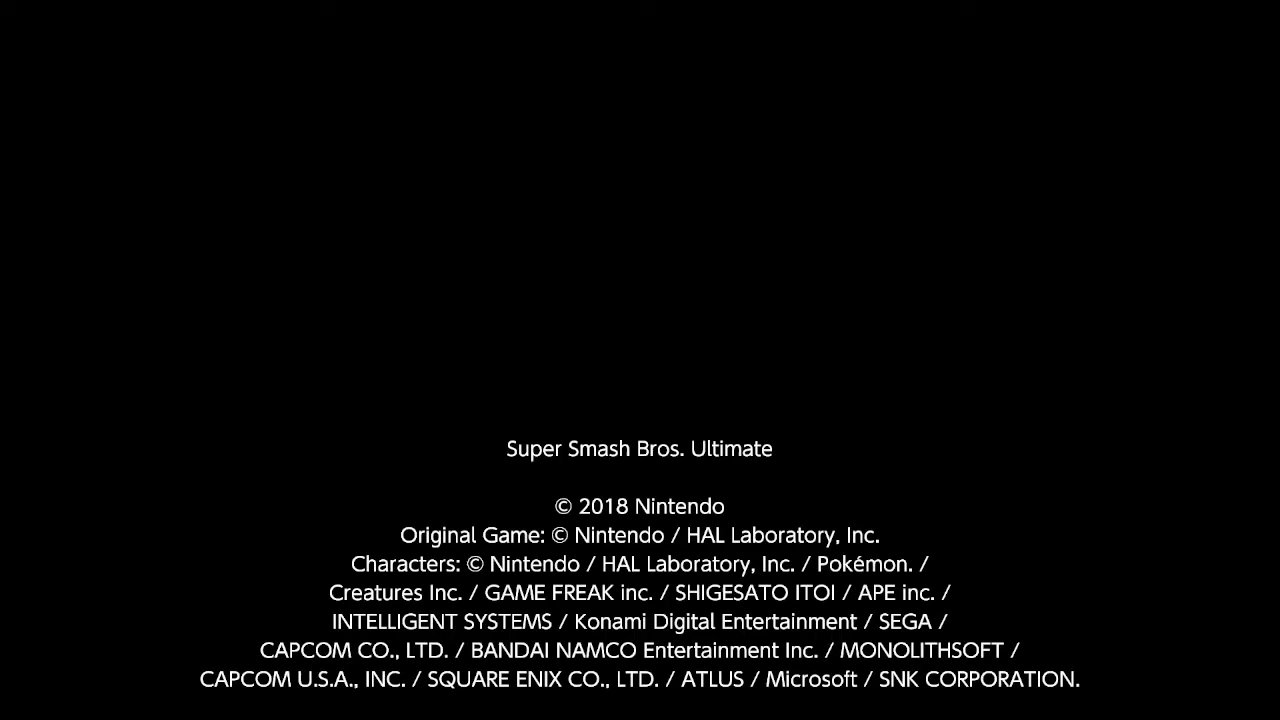 Super Smash Bros. Ultimate
© 2018 Nintendo
Original Game: © Nintendo / HAL Laboratory, Inc.
Characters: © Nintendo / HAL Laboratory, Inc. / Pokémon. /
Creatures Inc. / GAME FREAK inc. / SHIGESATO ITOI / APE inc. /
INTELLIGENT SYSTEMS / Konami Digital Entertainment / SEGA /
CAPCOM CO., LTD. / BANDAI NAMCO Entertainment Inc. / MONOLITHSOFT /
CAPCOM U.S.A., INC. / SQUARE ENIX CO., LTD. / ATLUS / Microsoft / SNK CORPORATION.